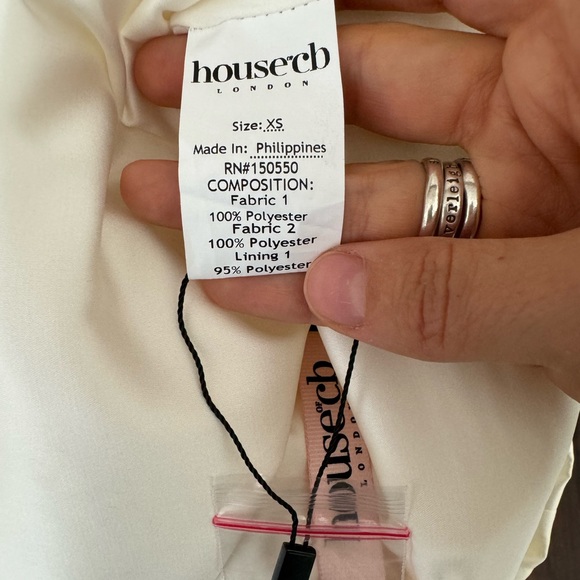 house of cb
LONDON
Size: XS
Made In: Philippines
RN#150550
COMPOSITION:
Fabric 1
100% Polyester
Fabric 2
100% Polyester
Lining 1
95% Polyester
everleigh
house of cb
LONDON